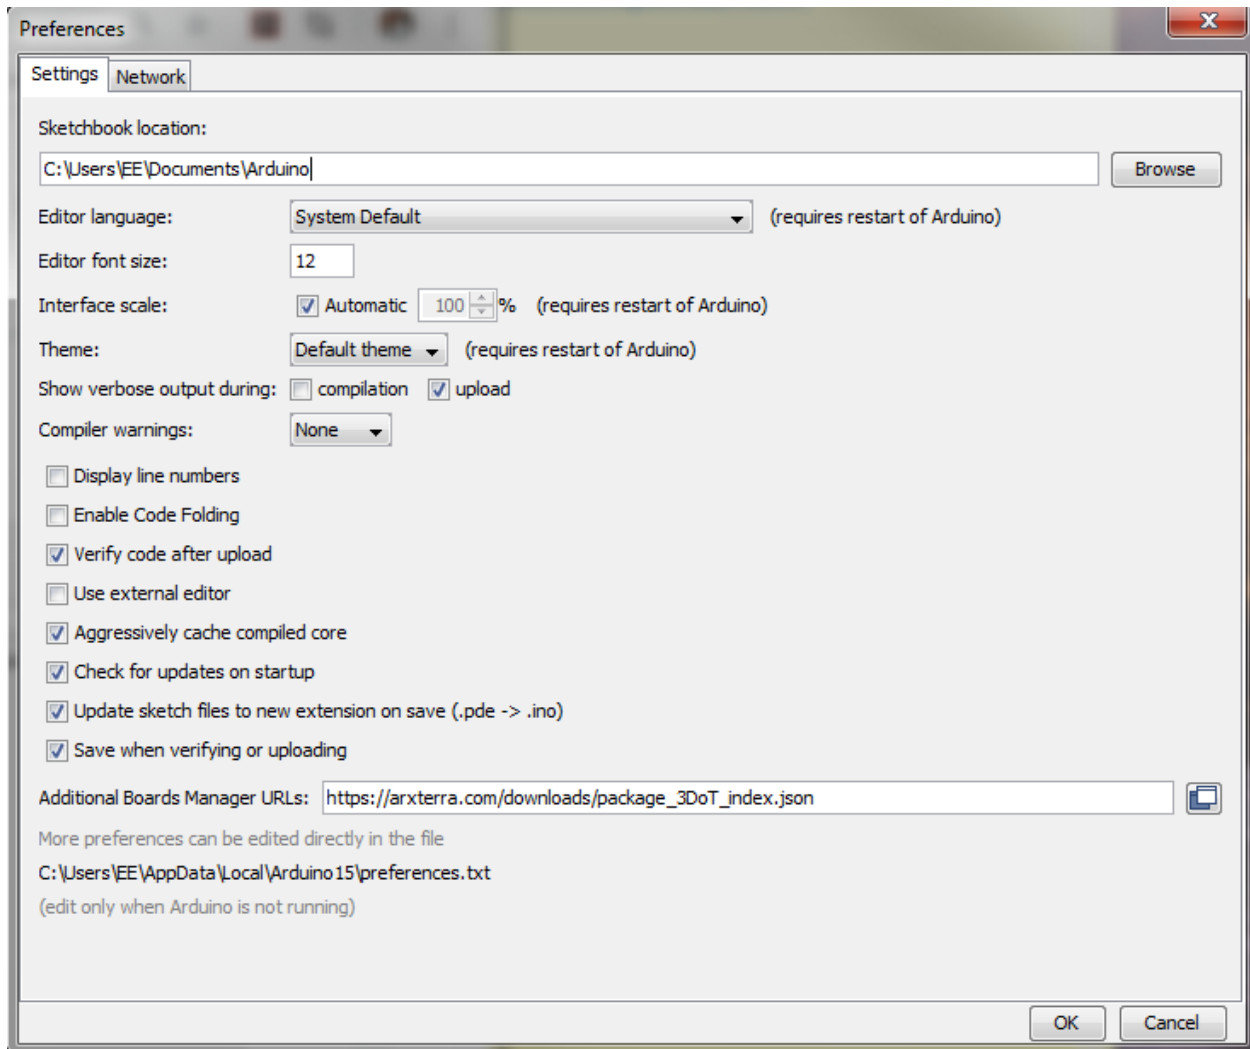 Preferences
Settings Network
Sketchbook location:
C:\Users\EE\Documents\Arduino Browse
Editor language: System Default (requires restart of Arduino)
Editor font size: 12
Interface scale: Automatic 100 % (requires restart of Arduino)
Theme: Default theme (requires restart of Arduino)
Show verbose output during: compilation upload
Compiler warnings: None
Display line numbers
Enable Code Folding
Verify code after upload
Use external editor
Aggressively cache compiled core
Check for updates on startup
Update sketch files to new extension on save (.pde -> .ino)
Save when verifying or uploading
Additional Boards Manager URLs: https://arxterra.com/downloads/package_3DoT_index.json
More preferences can be edited directly in the file
C:\Users\EE\AppData\Local\Arduino15\preferences.txt
(edit only when Arduino is not running)
OK Cancel